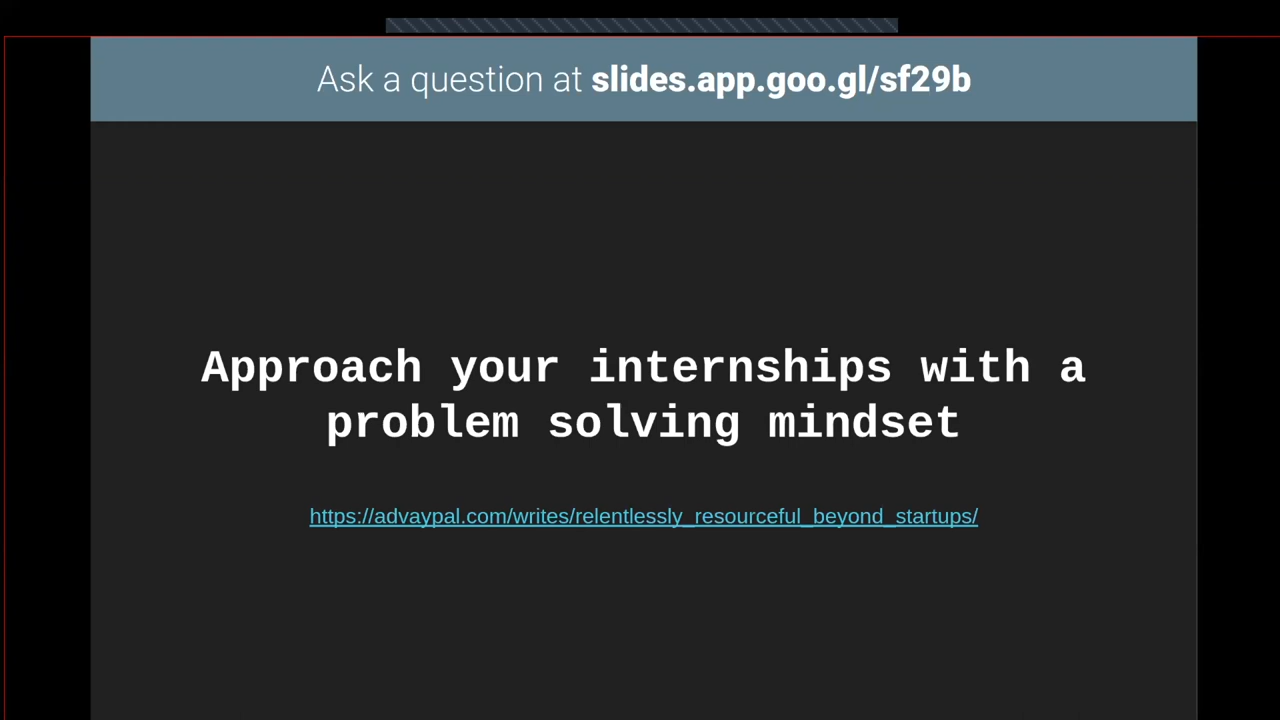 Ask a question at slides.app.goo.gl/sf29b
Approach your internships with a
problem solving mindset
https://advaypal.com/writes/relentlessly_resourceful_beyond_startups/